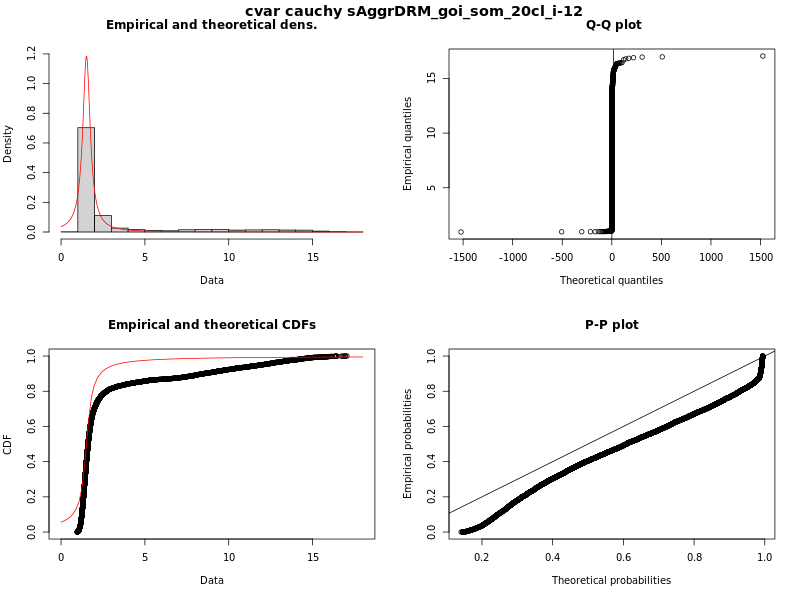 cvar cauchy sAggrDRM_goi_som_20cl_i-12
Empirical and theoretical dens.
Density
0.0 0.2 0.4 0.6 0.8 1.0 1.2
0 5 10 15
Data
Q-Q plot
Empirical quantiles
5 10 15
-1500 -1000 -500 0 500 1000 1500
Theoretical quantiles
Empirical and theoretical CDFs
CDF
0.0 0.2 0.4 0.6 0.8 1.0
0 5 10 15
Data
P-P plot
Empirical probabilities
0.0 0.2 0.4 0.6 0.8 1.0
0.2 0.4 0.6 0.8 1.0
Theoretical probabilities